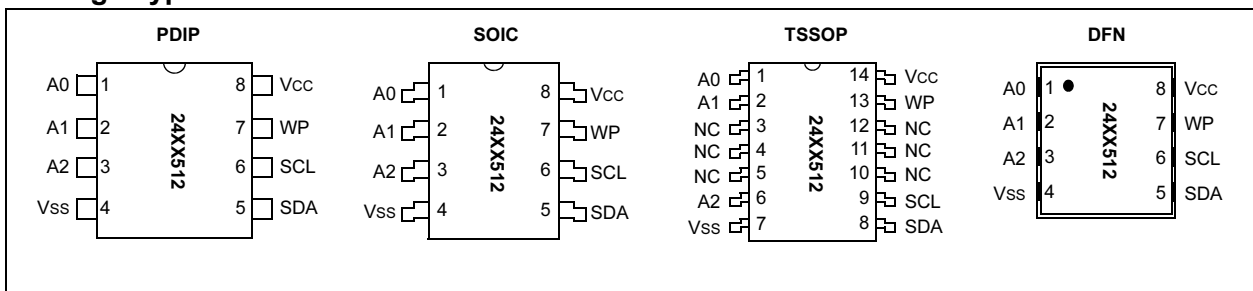 PDIP
A0 1 8 VCC
A1 2 7 WP
A2 3 6 SCL
VSS 4 5 SDA
24XX512
SOIC
A0 1 8 VCC
A1 2 7 WP
A2 3 6 SCL
VSS 4 5 SDA
24XX512
TSSOP
A0 1 14 VCC
A1 2 13 WP
NC 3 12 NC
NC 4 11 NC
NC 5 10 NC
A2 6 9 SCL
VSS 7 8 SDA
24XX512
DFN
A0 1 8 VCC
A1 2 7 WP
A2 3 6 SCL
VSS 4 5 SDA
24XX512